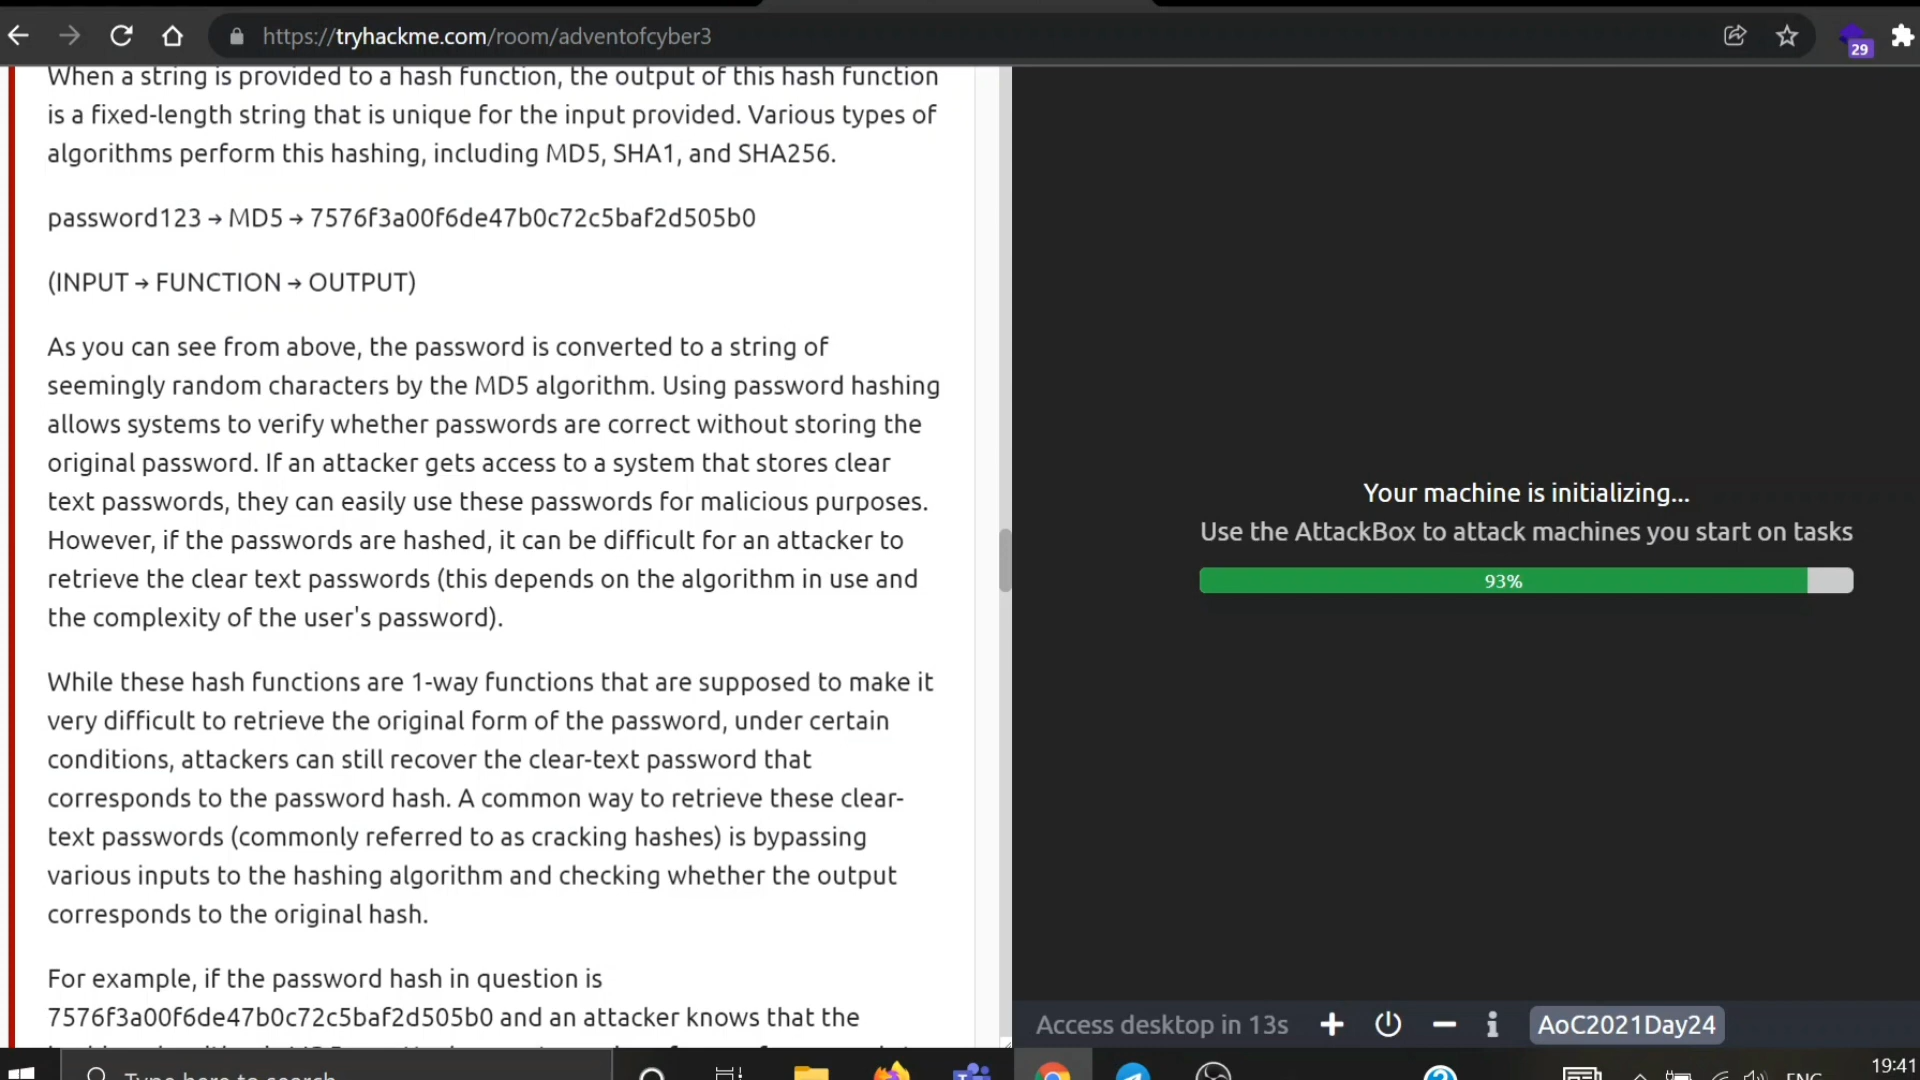 https://tryhackme.com/room/adventofcyber3
29
When a string is provided to a hash function, the output of this hash function
is a fixed-length string that is unique for the input provided. Various types of
algorithms perform this hashing, including MD5, SHA1, and SHA256.
password123 → MD5 → 7576f3a00f6de47b0c72c5baf2d505b0
(INPUT → FUNCTION → OUTPUT)
As you can see from above, the password is converted to a string of
seemingly random characters by the MD5 algorithm. Using password hashing
allows systems to verify whether passwords are correct without storing the
original password. If an attacker gets access to a system that stores clear
text passwords, they can easily use these passwords for malicious purposes.
However, if the passwords are hashed, it can be difficult for an attacker to
retrieve the clear text passwords (this depends on the algorithm in use and
the complexity of the user's password).
While these hash functions are 1-way functions that are supposed to make it
very difficult to retrieve the original form of the password, under certain
conditions, attackers can still recover the clear-text password that
corresponds to the password hash. A common way to retrieve these clear-
text passwords (commonly referred to as cracking hashes) is bypassing
various inputs to the hashing algorithm and checking whether the output
corresponds to the original hash.
For example, if the password hash in question is
7576f3a00f6de47b0c72c5baf2d505b0 and an attacker knows that the
Your machine is initializing...
Use the AttackBox to attack machines you start on tasks
93%
Access desktop in 13s
AoC2021Day24
Type here to search
ENG
19:41